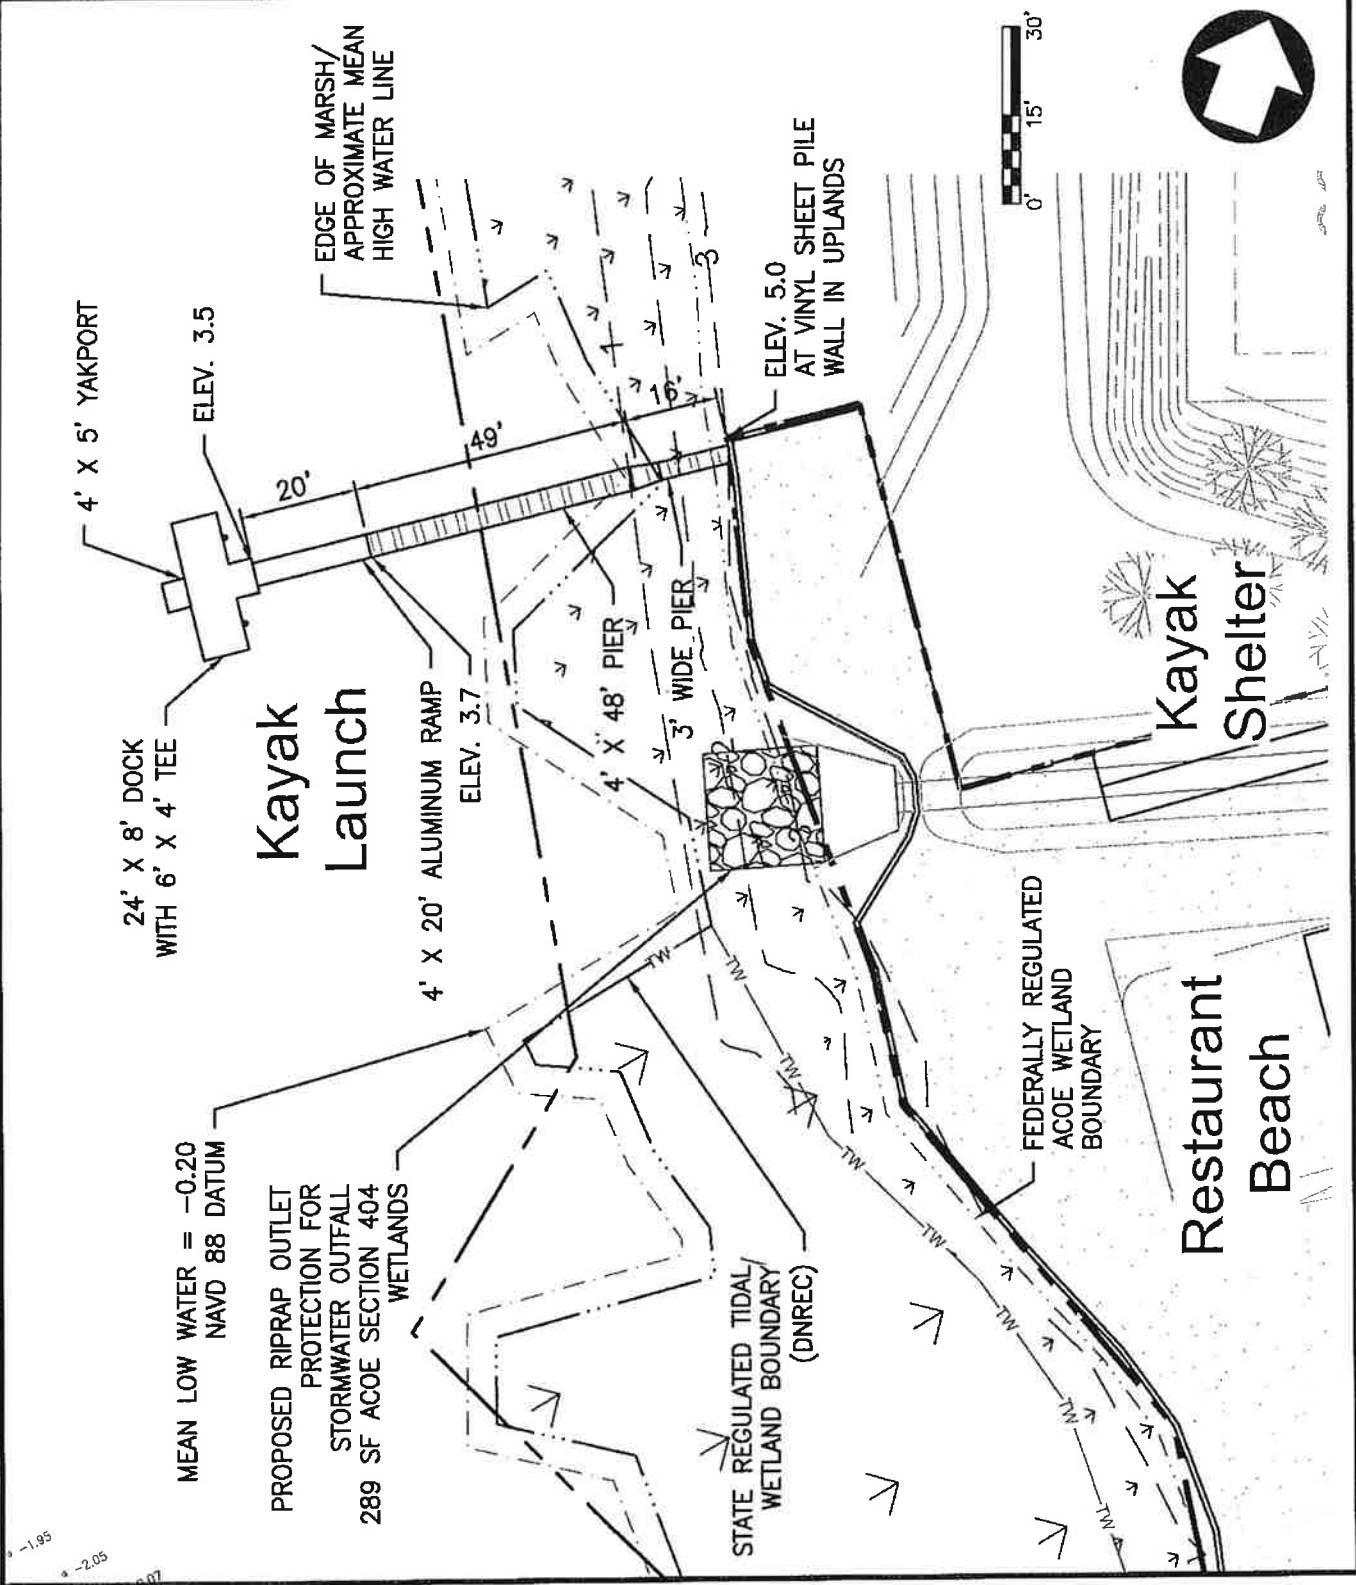 4' X 5' YAKPORT
ELEV. 3.5
24' X 8' DOCK
WITH 6' X 4' TEE
EDGE OF MARSH/
APPROXIMATE MEAN
HIGH WATER LINE
Kayak
Launch
20'
49'
16'
1
3
4' X 20' ALUMINUM RAMP
ELEV. 3.7
4' X 48' PIER
3' WIDE PIER
ELEV. 5.0
AT VINYL SHEET PILE
WALL IN UPLANDS
MEAN LOW WATER = -0.20
NAVD 88 DATUM
PROPOSED RIPRAP OUTLET
PROTECTION FOR
STORMWATER OUTFALL
289 SF ACOE SECTION 404
WETLANDS
STATE REGULATED TIDAL/
WETLAND BOUNDARY
(DNREC)
FEDERALLY REGULATED
ACOE WETLAND
BOUNDARY
TW
TW
TW
TW
TW
TW
TW
TW
Kayak
Shelter
Restaurant
Beach
0'
15'
30'
-1.95
-2.05